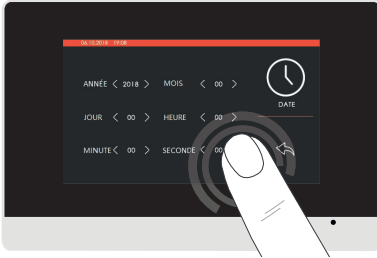 06.10.2018 19:08
ANNÉE < 2018 > MOIS < 00 >
DATE
JOUR < 00 > HEURE < 00 >
MINUTE < 00 > SECONDE < 00